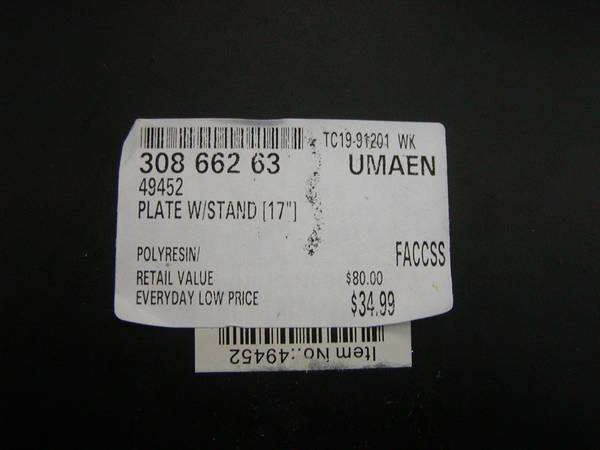 TC19-91201 WK
308 662 63 UMAEN
49452
PLATE W/STAND [17"]
POLYRESIN/ FACCSS
RETAIL VALUE $80.00
EVERYDAY LOW PRICE $34.99
Item No.:49452